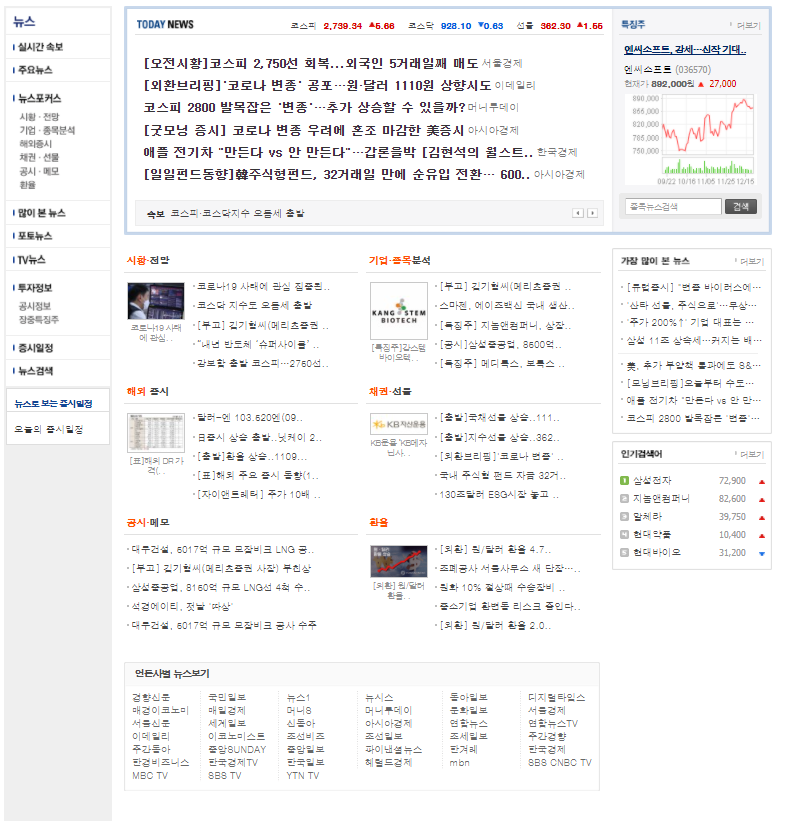 뉴스
실시간 속보
주요뉴스
뉴스포커스
시황·전망
기업·종목분석
해외증시
채권·선물
공시·메모
환율
많이 본 뉴스
포토뉴스
TV뉴스
투자정보
공시정보
장중특징주
증시일정
뉴스검색
뉴스로 보는 증시일정
오늘의 증시일정
TODAY NEWS
코스피 2,739.34 ▲5.66 코스닥 928.10 ▼0.63 선물 362.30 ▲1.55
[오전시황]코스피 2,750선 회복...외국인 5거래일째 매도 서울경제
[외환브리핑]'코로나 변종' 공포…원·달러 1110원 상향시도 이데일리
코스피 2800 발목잡은 '변종'…추가 상승할 수 있을까? 머니투데이
[굿모닝 증시] 코로나 변종 우려에 혼조 마감한 美증시 아시아경제
애플 전기차 "만든다 vs 안 만든다"…갑론을박 [김현석의 월스트.. 한국경제
[일일펀드동향]韓주식형펀드, 32거래일 만에 순유입 전환… 600.. 아시아경제
속보 코스피·코스닥지수 오름세 출발
특징주 더보기
엔씨소프트, 강세…신작 기대..
엔씨소프트 (036570)
현재가 892,000원 ▲ 27,000
890,000
865,000
840,000
815,000
785,000
750,000
09/22 10/16 11/05 11/25 12/15
종목뉴스검색 검색
시황·전망
코로나19 사태에 관심..
코로나19 사태에 관심 집중된..
코스닥 지수도 오름세 출발
[부고] 김기형씨(메리츠증권 ..
"내년 반도체 '슈퍼사이클' ..
강보합 출발 코스피…2760선..
기업·종목분석
KANG STEM BIOTECH
[특징주]강스템바이오텍..
[부고] 김기형씨(메리츠증권 ..
스마젠, 에이즈백신 국내 생산..
[특징주] 지놈앤컴퍼니, 상장..
[공시]삼성중공업, 8600억..
[특징주] 메디톡스, 보톡스 ..
해외 증시
[표]해외 DR 가격(..
달러-엔 103.620엔(09..
日증시 상승 출발..닛케이 2..
[출발]환율 상승..1109...
[표]해외 주요 증시 동향(1..
[자이앤트레터] 주가 10배 ..
채권·선물
KB자산운용
[출발]국채선물 상승..111..
[출발]지수선물 상승..362..
[외환브리핑]'코로나 변종' ..
국내 주식형 펀드 자금 32거..
130조달러 ESG시장 놓고 ..
공시·메모
대우건설, 6017억 규모 모잠비크 LNG 공..
[부고] 김기형씨(메리츠증권 사장) 부친상
삼성중공업, 8160억 규모 LNG선 4척 수..
석경에이티, 첫날 '따상'
대우건설, 6017억 규모 모잠비크 공사 수주
환율
[외환] 원/달러 환율..
[외환] 원/달러 환율 4.7..
조폐공사 서울사무소 새 단장…..
원화 10% 절상때 수송장비 ..
중소기업 환변동 리스크 줄인다..
[외환] 원/달러 환율 2.0..
가장 많이 본 뉴스 더보기
[뉴럴증시] "변종 바이러스에…
'산타 선물, 주식으로'…무상…
'주가 200%↑' 기업 대표는 …
삼성 11조 상속세…커지는 배…
美, 추가 부양책 통과에도 S&…
[모닝브리핑]오늘부터 수도…
애플 전기차 "만든다 vs 안 만…
코스피 2800 발목잡은 '변종'…
인기검색어 더보기
1 삼성전자 72,900 ▲
2 지놈앤컴퍼니 82,600 ▲
3 알체라 39,750 ▲
4 현대약품 10,400 ▲
5 현대바이오 31,200 ▼
언론사별 뉴스보기
경향신문 국민일보 뉴스1 뉴시스 동아일보 디지털타임스
매경이코노미 매일경제 머니S 머니투데이 문화일보 서울경제
서울신문 세계일보 신동아 아시아경제 연합뉴스 연합뉴스TV
이데일리 이코노미스트 조선비즈 조선일보 조세일보 주간경향
주간동아 중앙SUNDAY 중앙일보 파이낸셜뉴스 한겨레 한국경제
한경비즈니스 한국경제TV 한국일보 헤럴드경제 mbn SBS CNBC TV
MBC TV SBS TV YTN TV